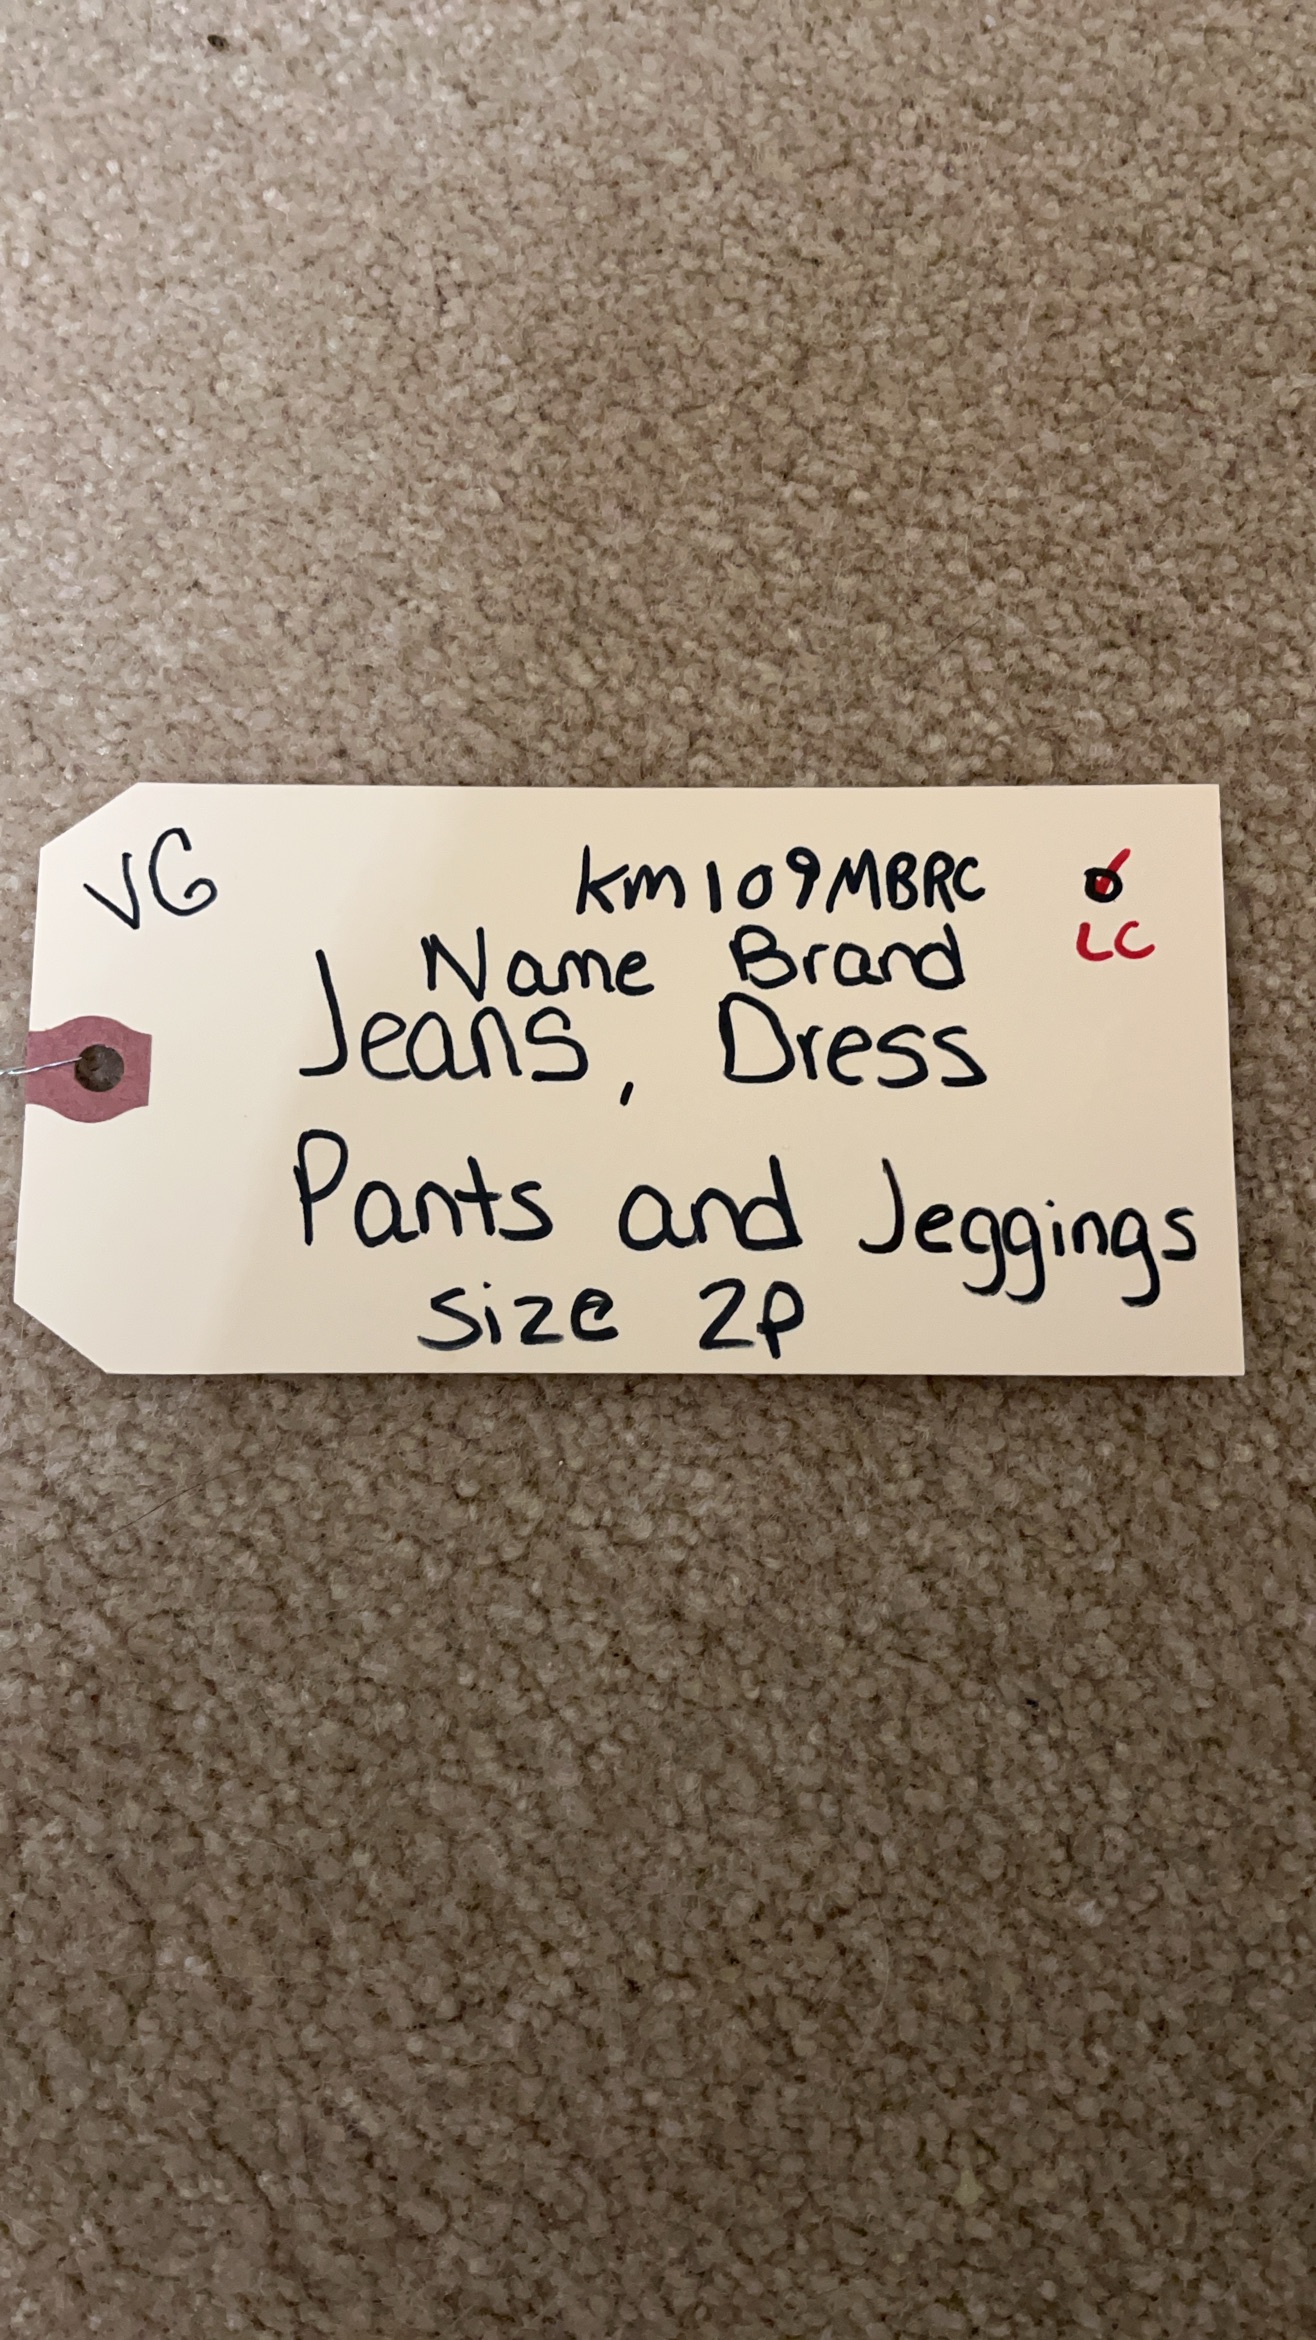 VG
km109MBRC
LC
Name Brand
Jeans, Dress
Pants and Jeggings
size 2P